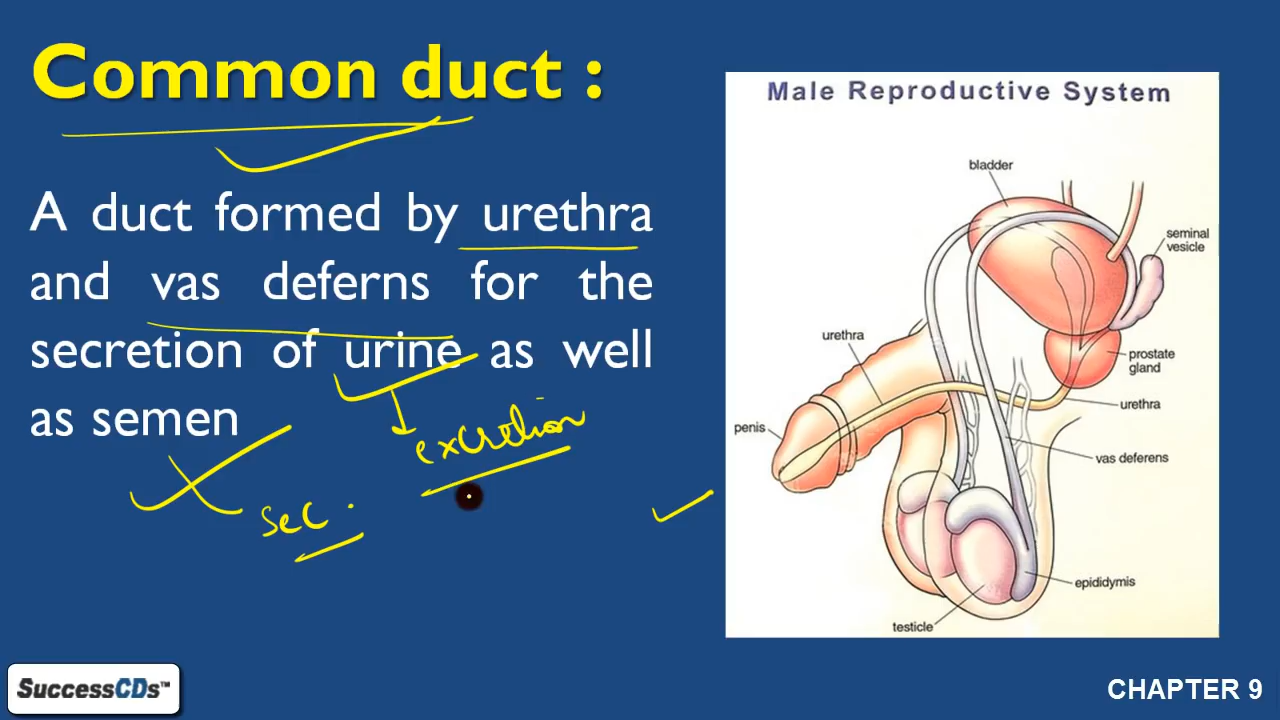 Common duct :
A duct formed by urethra
and vas deferns for the
secretion of urine as well
as semen
excretion
sec.
Male Reproductive System
bladder
seminal
vesicle
urethra
prostate
gland
urethra
penis
vas deferens
epididymis
testicle
SuccessCDs™
CHAPTER 9